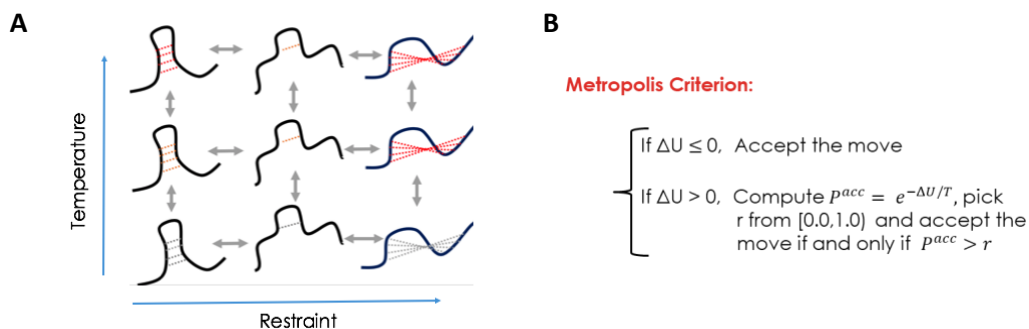 A
B
Temperature
Restraint
Metropolis Criterion:
If ΔU ≤ 0, Accept the move
If ΔU > 0, Compute P^{acc} = e^{−ΔU/T}, pick
r from [0.0,1.0) and accept the
move if and only if P^{acc} > r